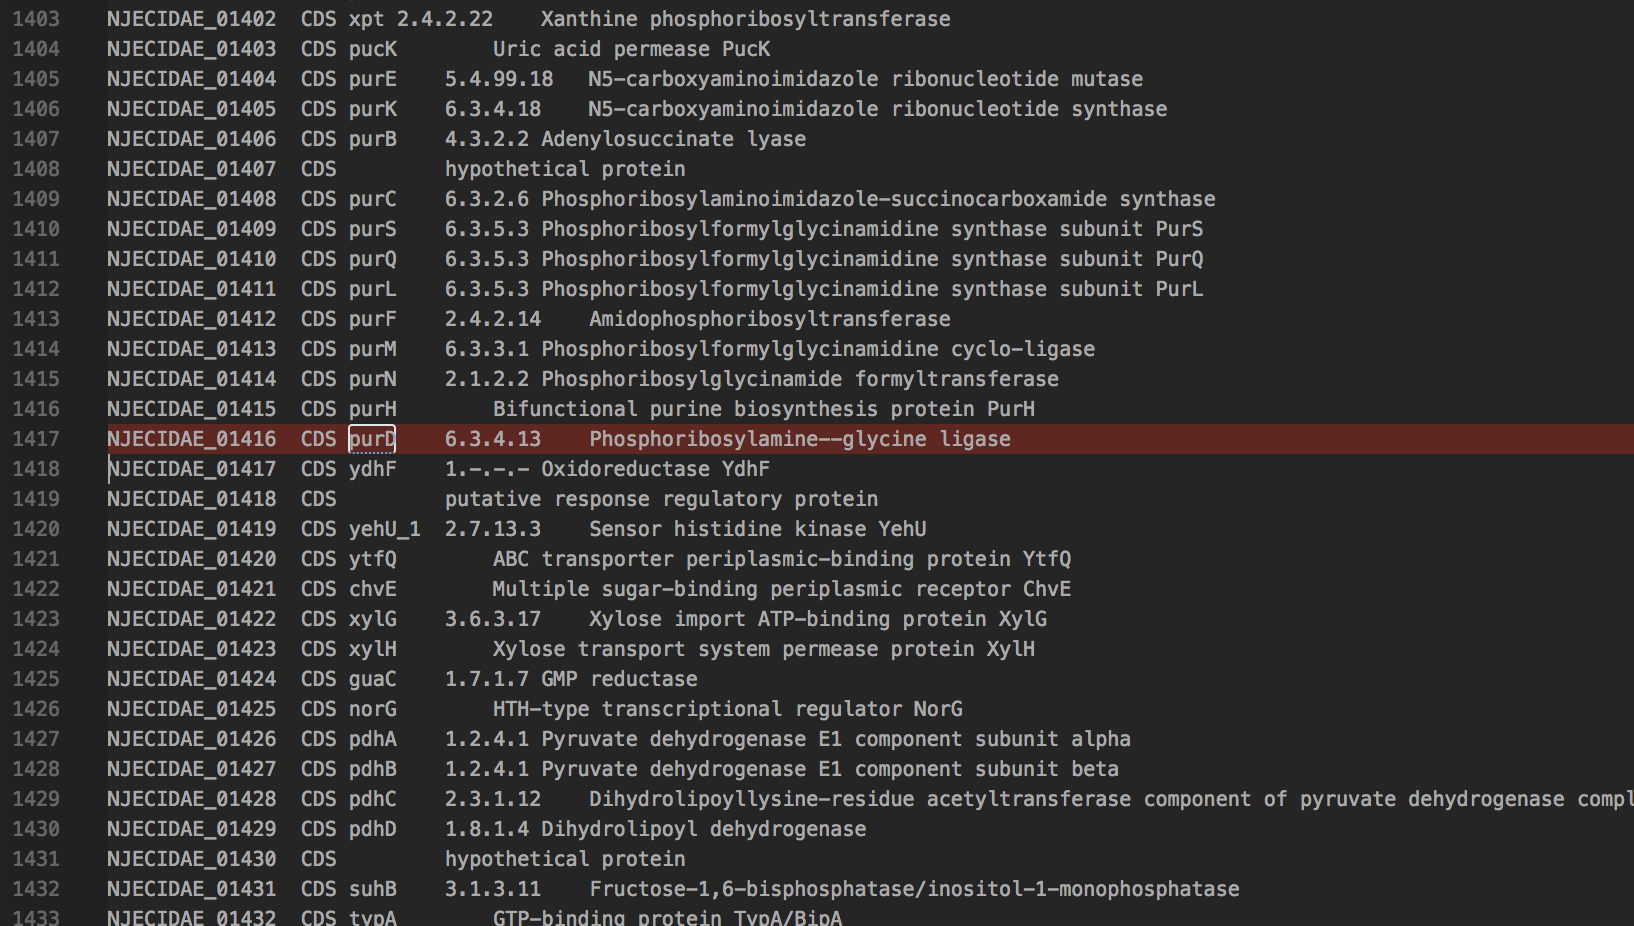 1403 NJECIDAE_01402 CDS xpt 2.4.2.22 Xanthine phosphoribosyltransferase
1404 NJECIDAE_01403 CDS pucK Uric acid permease PucK
1405 NJECIDAE_01404 CDS purE 5.4.99.18 N5-carboxyaminoimidazole ribonucleotide mutase
1406 NJECIDAE_01405 CDS purK 6.3.4.18 N5-carboxyaminoimidazole ribonucleotide synthase
1407 NJECIDAE_01406 CDS purB 4.3.2.2 Adenylosuccinate lyase
1408 NJECIDAE_01407 CDS hypothetical protein
1409 NJECIDAE_01408 CDS purC 6.3.2.6 Phosphoribosylaminoimidazole-succinocarboxamide synthase
1410 NJECIDAE_01409 CDS purS 6.3.5.3 Phosphoribosylformylglycinamidine synthase subunit PurS
1411 NJECIDAE_01410 CDS purQ 6.3.5.3 Phosphoribosylformylglycinamidine synthase subunit PurQ
1412 NJECIDAE_01411 CDS purL 6.3.5.3 Phosphoribosylformylglycinamidine synthase subunit PurL
1413 NJECIDAE_01412 CDS purF 2.4.2.14 Amidophosphoribosyltransferase
1414 NJECIDAE_01413 CDS purM 6.3.3.1 Phosphoribosylformylglycinamidine cyclo-ligase
1415 NJECIDAE_01414 CDS purN 2.1.2.2 Phosphoribosylglycinamide formyltransferase
1416 NJECIDAE_01415 CDS purH Bifunctional purine biosynthesis protein PurH
1417 NJECIDAE_01416 CDS purD 6.3.4.13 Phosphoribosylamine--glycine ligase
1418 NJECIDAE_01417 CDS ydhF 1.-.-.- Oxidoreductase YdhF
1419 NJECIDAE_01418 CDS putative response regulatory protein
1420 NJECIDAE_01419 CDS yehU_1 2.7.13.3 Sensor histidine kinase YehU
1421 NJECIDAE_01420 CDS ytfQ ABC transporter periplasmic-binding protein YtfQ
1422 NJECIDAE_01421 CDS chvE Multiple sugar-binding periplasmic receptor ChvE
1423 NJECIDAE_01422 CDS xylG 3.6.3.17 Xylose import ATP-binding protein XylG
1424 NJECIDAE_01423 CDS xylH Xylose transport system permease protein XylH
1425 NJECIDAE_01424 CDS guaC 1.7.1.7 GMP reductase
1426 NJECIDAE_01425 CDS norG HTH-type transcriptional regulator NorG
1427 NJECIDAE_01426 CDS pdhA 1.2.4.1 Pyruvate dehydrogenase E1 component subunit alpha
1428 NJECIDAE_01427 CDS pdhB 1.2.4.1 Pyruvate dehydrogenase E1 component subunit beta
1429 NJECIDAE_01428 CDS pdhC 2.3.1.12 Dihydrolipoyllysine-residue acetyltransferase component of pyruvate dehydrogenase compl
1430 NJECIDAE_01429 CDS pdhD 1.8.1.4 Dihydrolipoyl dehydrogenase
1431 NJECIDAE_01430 CDS hypothetical protein
1432 NJECIDAE_01431 CDS suhB 3.1.3.11 Fructose-1,6-bisphosphatase/inositol-1-monophosphatase
1433 NJECIDAE_01432 CDS typA GTP-binding protein TypA/BipA